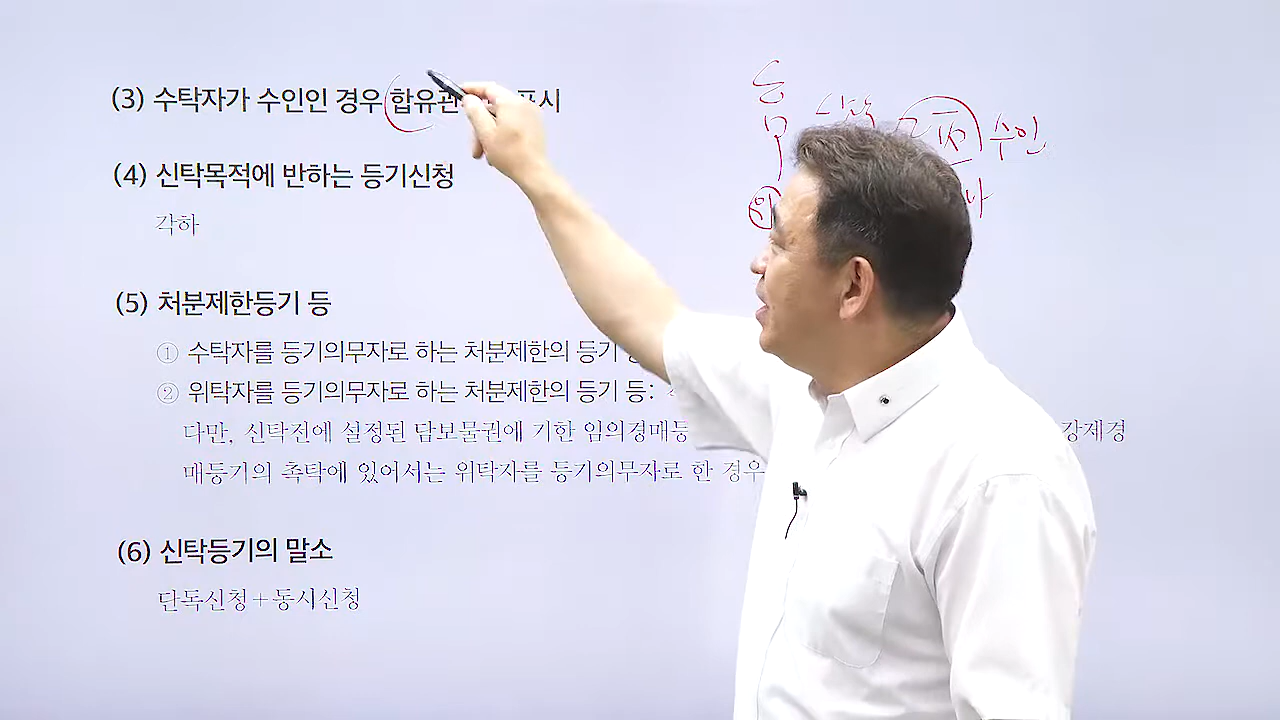 (3) 수탁자가 수인인 경우 합유관 표시
(4) 신탁목적에 반하는 등기신청
각하
(5) 처분제한등기 등
① 수탁자를 등기의무자로 하는 처분제한의 등기
② 위탁자를 등기의무자로 하는 처분제한의 등기 등:
다만, 신탁전에 설정된 담보물권에 기한 임의경매등 강제경
매등기의 촉탁에 있어서는 위탁자를 등기의무자로 한 경우
(6) 신탁등기의 말소
단독신청+동시신청
수인